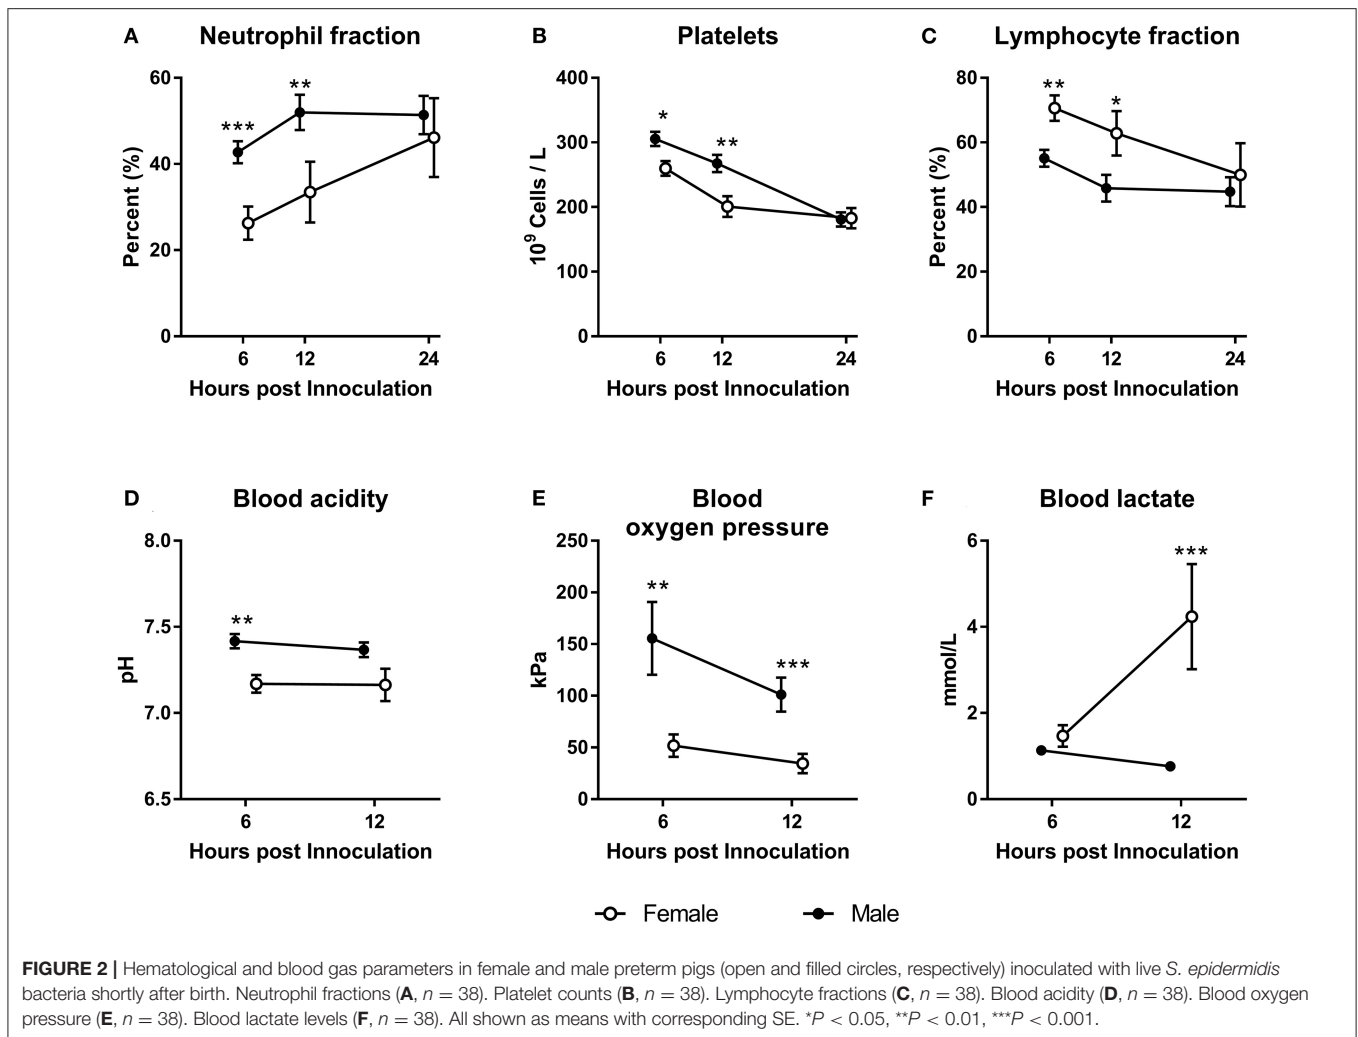 A Neutrophil fraction
60
40
20
0
Percent (%)
***
**
6 12 24
Hours post Innoculation
B Platelets
400
300
200
100
0
10⁹ Cells / L
*
**
6 12 24
Hours post Innoculation
C Lymphocyte fraction
80
60
40
20
0
Percent (%)
**
*
6 12 24
Hours post Innoculation
D Blood acidity
8.0
7.5
7.0
6.5
pH
**
6 12
Hours post Innoculation
E Blood
oxygen pressure
250
200
150
100
50
0
kPa
**
***
6 12
Hours post Innoculation
F Blood lactate
6
4
2
0
mmol/L
***
6 12
Hours post Innoculation
Female Male
FIGURE 2 | Hematological and blood gas parameters in female and male preterm pigs (open and filled circles, respectively) inoculated with live S. epidermidis
bacteria shortly after birth. Neutrophil fractions (A, n = 38). Platelet counts (B, n = 38). Lymphocyte fractions (C, n = 38). Blood acidity (D, n = 38). Blood oxygen
pressure (E, n = 38). Blood lactate levels (F, n = 38). All shown as means with corresponding SE. *P < 0.05, **P < 0.01, ***P < 0.001.